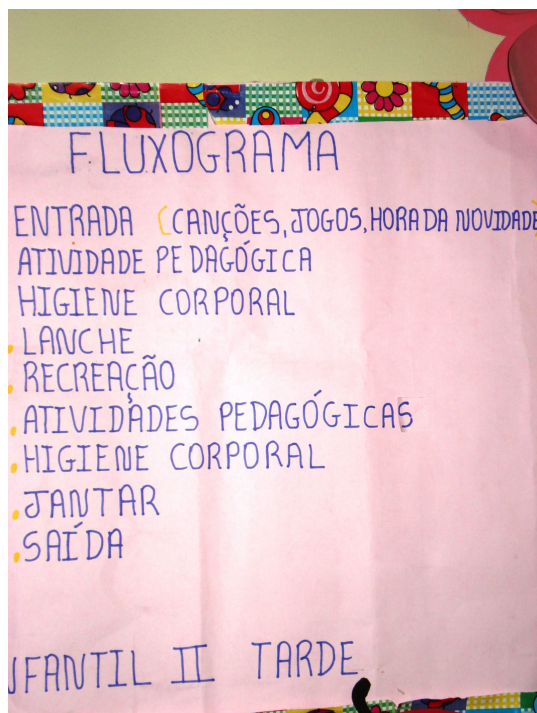 FLUXOGRAMA
ENTRADA (CANÇÕES, JOGOS, HORA DA NOVIDADE)
ATIVIDADE PEDAGÓGICA
HIGIENE CORPORAL
.LANCHE
.RECREAÇÃO
.ATIVIDADES PEDAGÓGICAS
.HIGIENE CORPORAL
.JANTAR
.SAÍDA
NFANTIL II TARDE